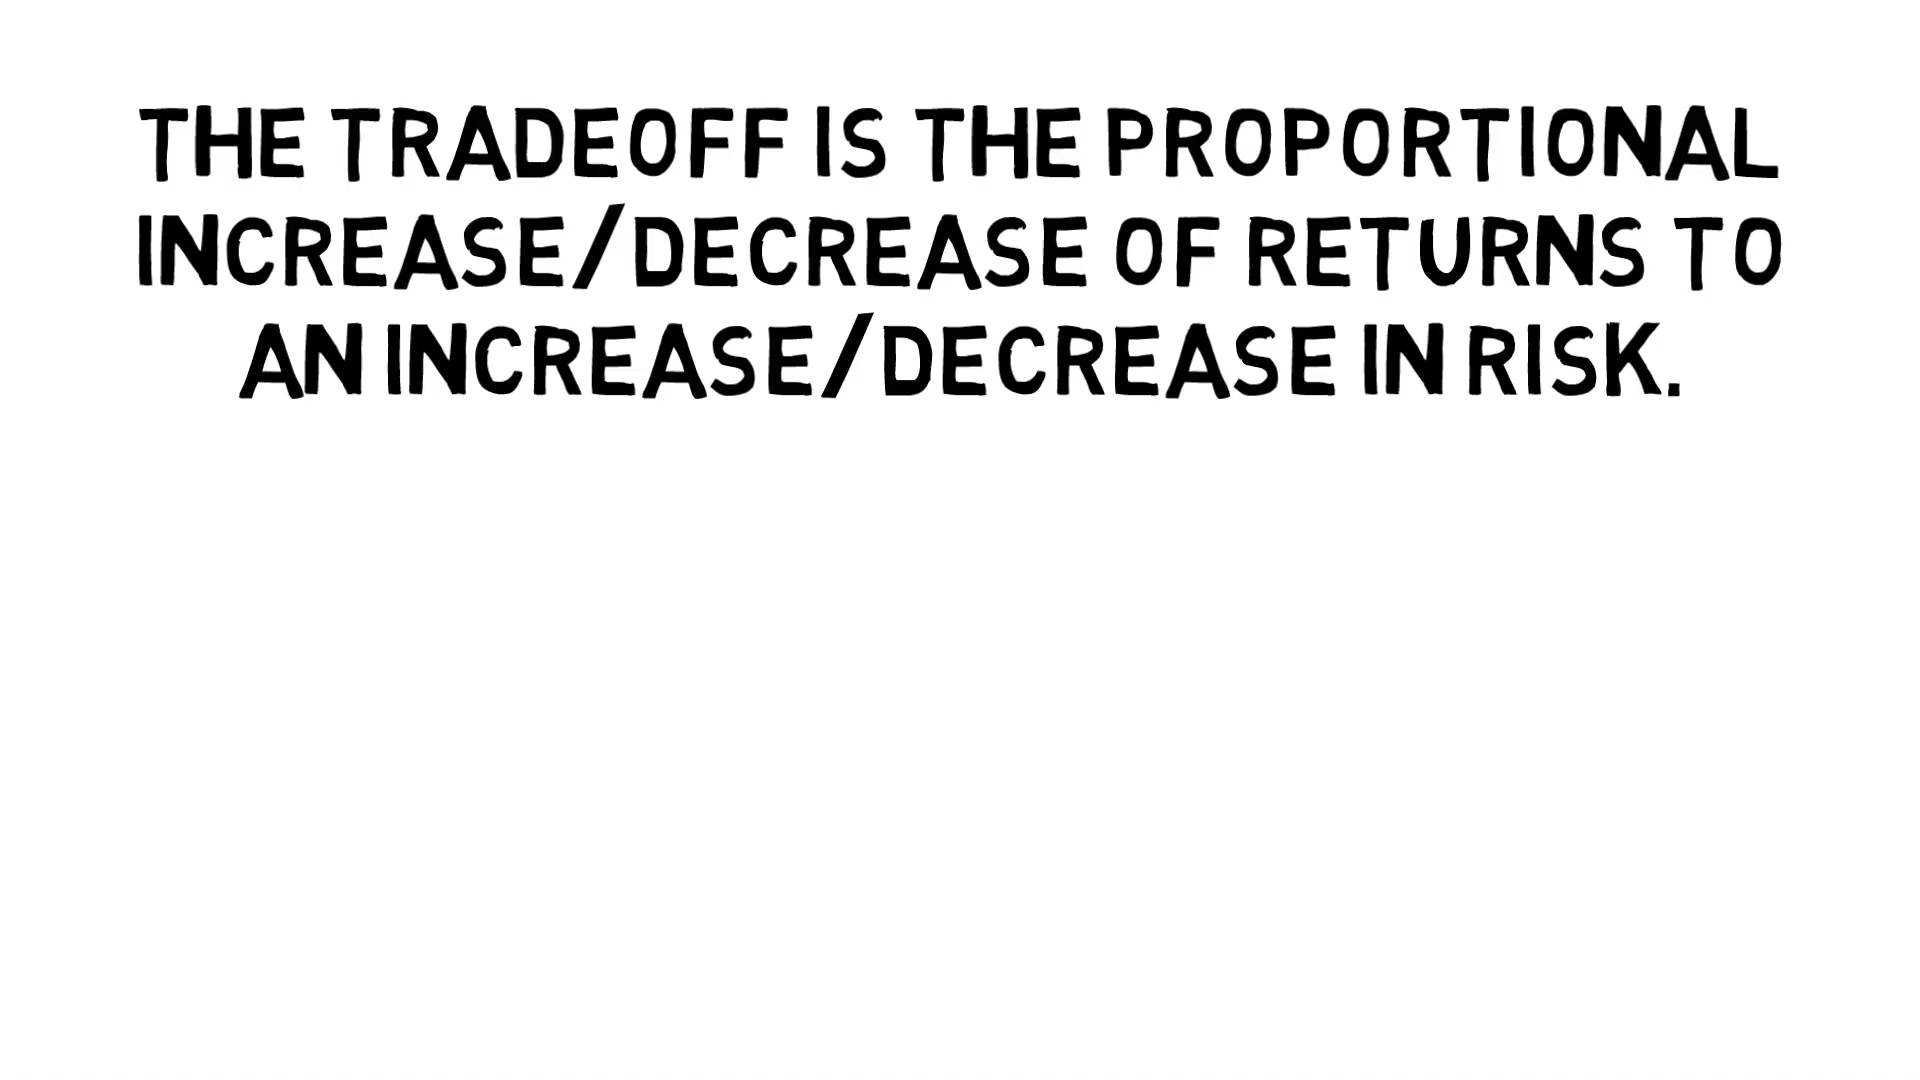 THE TRADEOFF IS THE PROPORTIONAL
INCREASE/DECREASE OF RETURNS TO
AN INCREASE/DECREASE IN RISK.